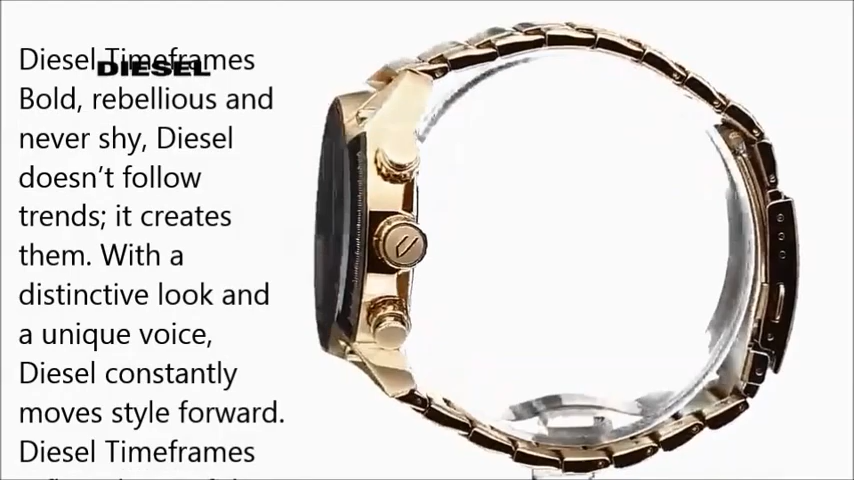 Diesel Timeframes
DIESEL
Bold, rebellious and
never shy, Diesel
doesn't follow
trends; it creates
them. With a
distinctive look and
a unique voice,
Diesel constantly
moves style forward.
Diesel Timeframes